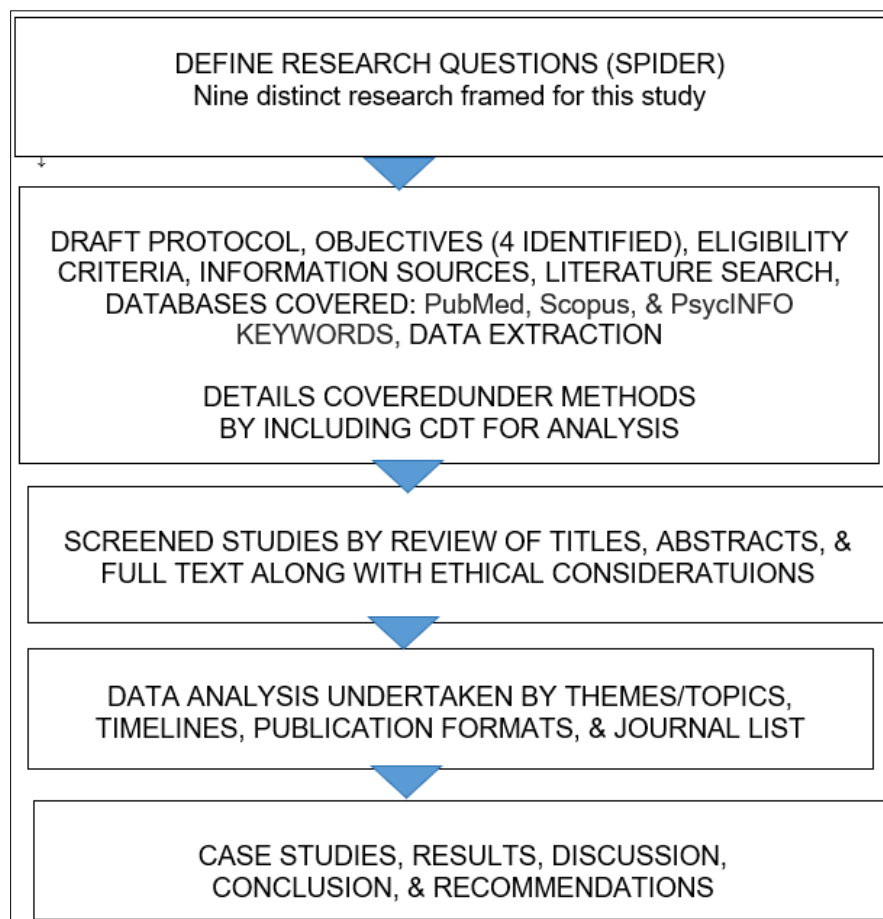 DEFINE RESEARCH QUESTIONS (SPIDER)
Nine distinct research framed for this study
DRAFT PROTOCOL, OBJECTIVES (4 IDENTIFIED), ELIGIBILITY
CRITERIA, INFORMATION SOURCES, LITERATURE SEARCH,
DATABASES COVERED: PubMed, Scopus, & PsycINFO
KEYWORDS, DATA EXTRACTION
DETAILS COVEREDUNDER METHODS
BY INCLUDING CDT FOR ANALYSIS
SCREENED STUDIES BY REVIEW OF TITLES, ABSTRACTS, &
FULL TEXT ALONG WITH ETHICAL CONSIDERATUIONS
DATA ANALYSIS UNDERTAKEN BY THEMES/TOPICS,
TIMELINES, PUBLICATION FORMATS, & JOURNAL LIST
CASE STUDIES, RESULTS, DISCUSSION,
CONCLUSION, & RECOMMENDATIONS